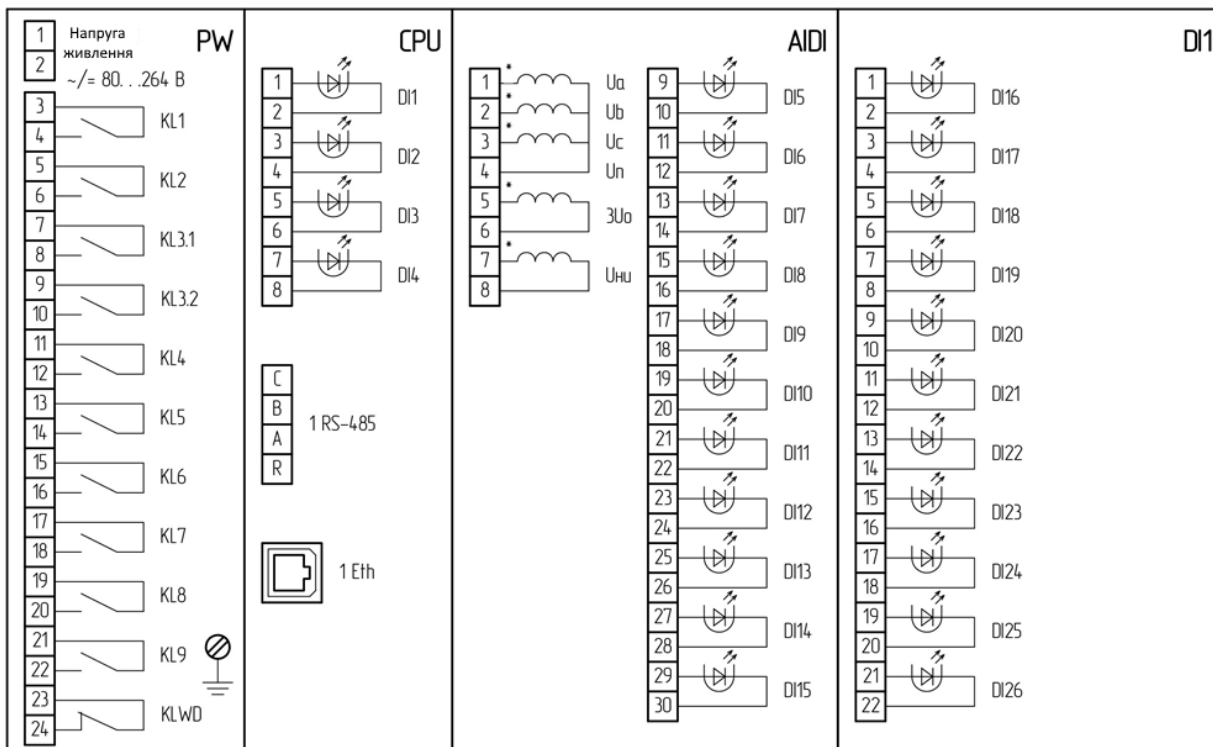 PW
1 Напруга
живлення
2
~/= 80. . .264 В
3
4
KL1
5
6
KL2
7
8
KL3.1
9
10
KL3.2
11
12
KL4
13
14
KL5
15
16
KL6
17
18
KL7
19
20
KL8
21
22
KL9
23
24
KLWD
CPU
1
2
DI1
3
4
DI2
5
6
DI3
7
8
DI4
C
B
A
R
1 RS-485
1 Eth
AIDI
* 1 Ua
* 2 Ub
* 3 Uc
4 Un
* 5
6
3Uo
* 7
8
Uни
9
10
DI5
11
12
DI6
13
14
DI7
15
16
DI8
17
18
DI9
19
20
DI10
21
22
DI11
23
24
DI12
25
26
DI13
27
28
DI14
29
30
DI15
DI1
1
2
DI16
3
4
DI17
5
6
DI18
7
8
DI19
9
10
DI20
11
12
DI21
13
14
DI22
15
16
DI23
17
18
DI24
19
20
DI25
21
22
DI26